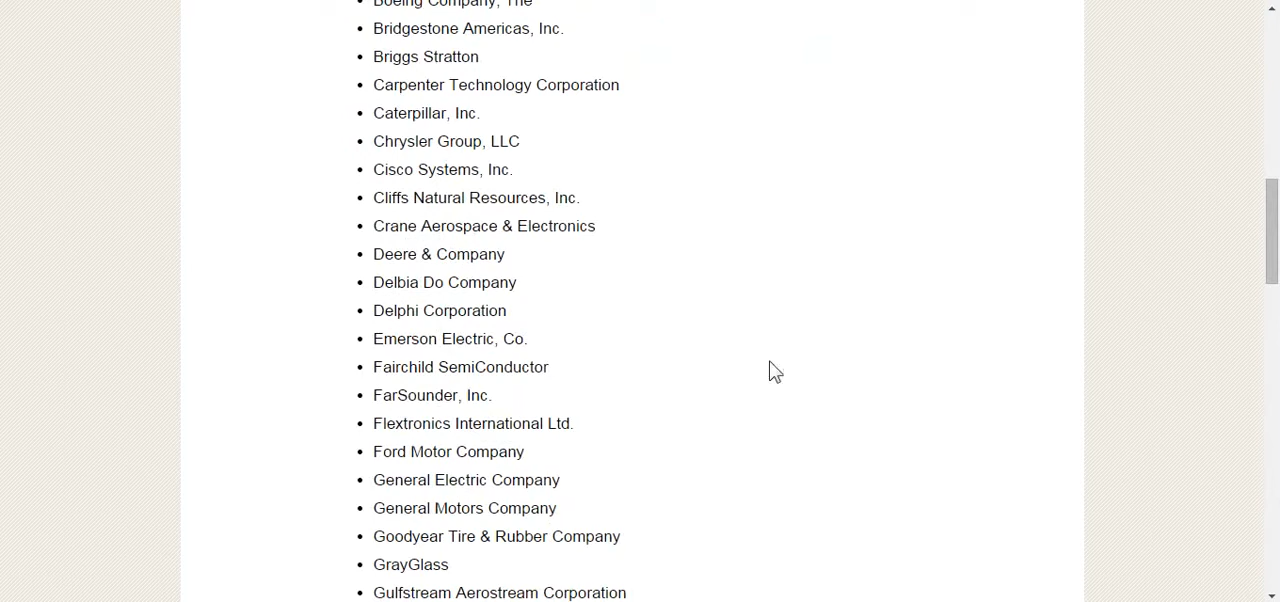 Boeing Company, The
Bridgestone Americas, Inc.
Briggs Stratton
Carpenter Technology Corporation
Caterpillar, Inc.
Chrysler Group, LLC
Cisco Systems, Inc.
Cliffs Natural Resources, Inc.
Crane Aerospace & Electronics
Deere & Company
Delbia Do Company
Delphi Corporation
Emerson Electric, Co.
Fairchild SemiConductor
FarSounder, Inc.
Flextronics International Ltd.
Ford Motor Company
General Electric Company
General Motors Company
Goodyear Tire & Rubber Company
GrayGlass
Gulfstream Aerostream Corporation